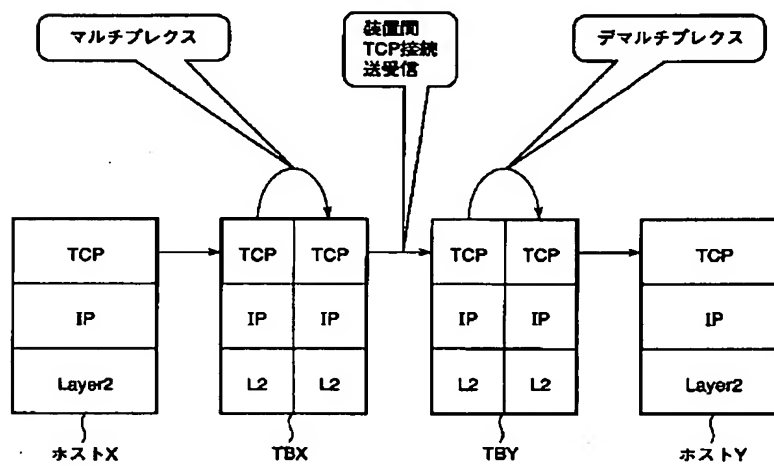 マルチプレクス
装置間
TCP接続
送受信
デマルチプレクス
TCP
TCP
TCP
TCP
TCP
TCP
IP
IP
IP
IP
IP
IP
Layer2
L2
L2
L2
L2
Layer2
ホストX
TBX
TBY
ホストY